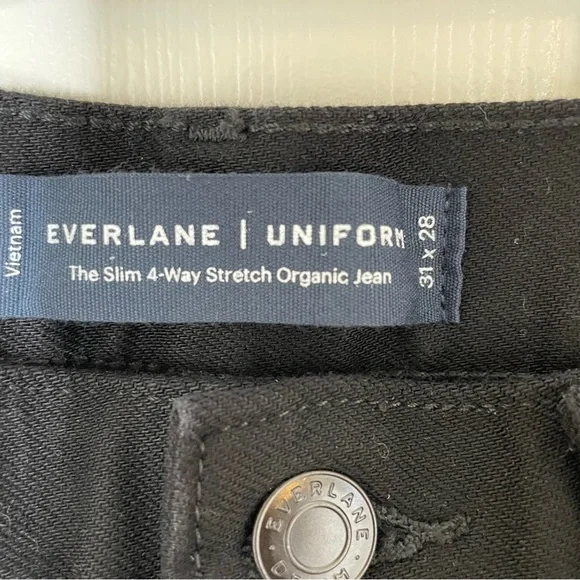 Vietnam
EVERLANE | UNIFORM
The Slim 4-Way Stretch Organic Jean
31 x 28
EVERLANE